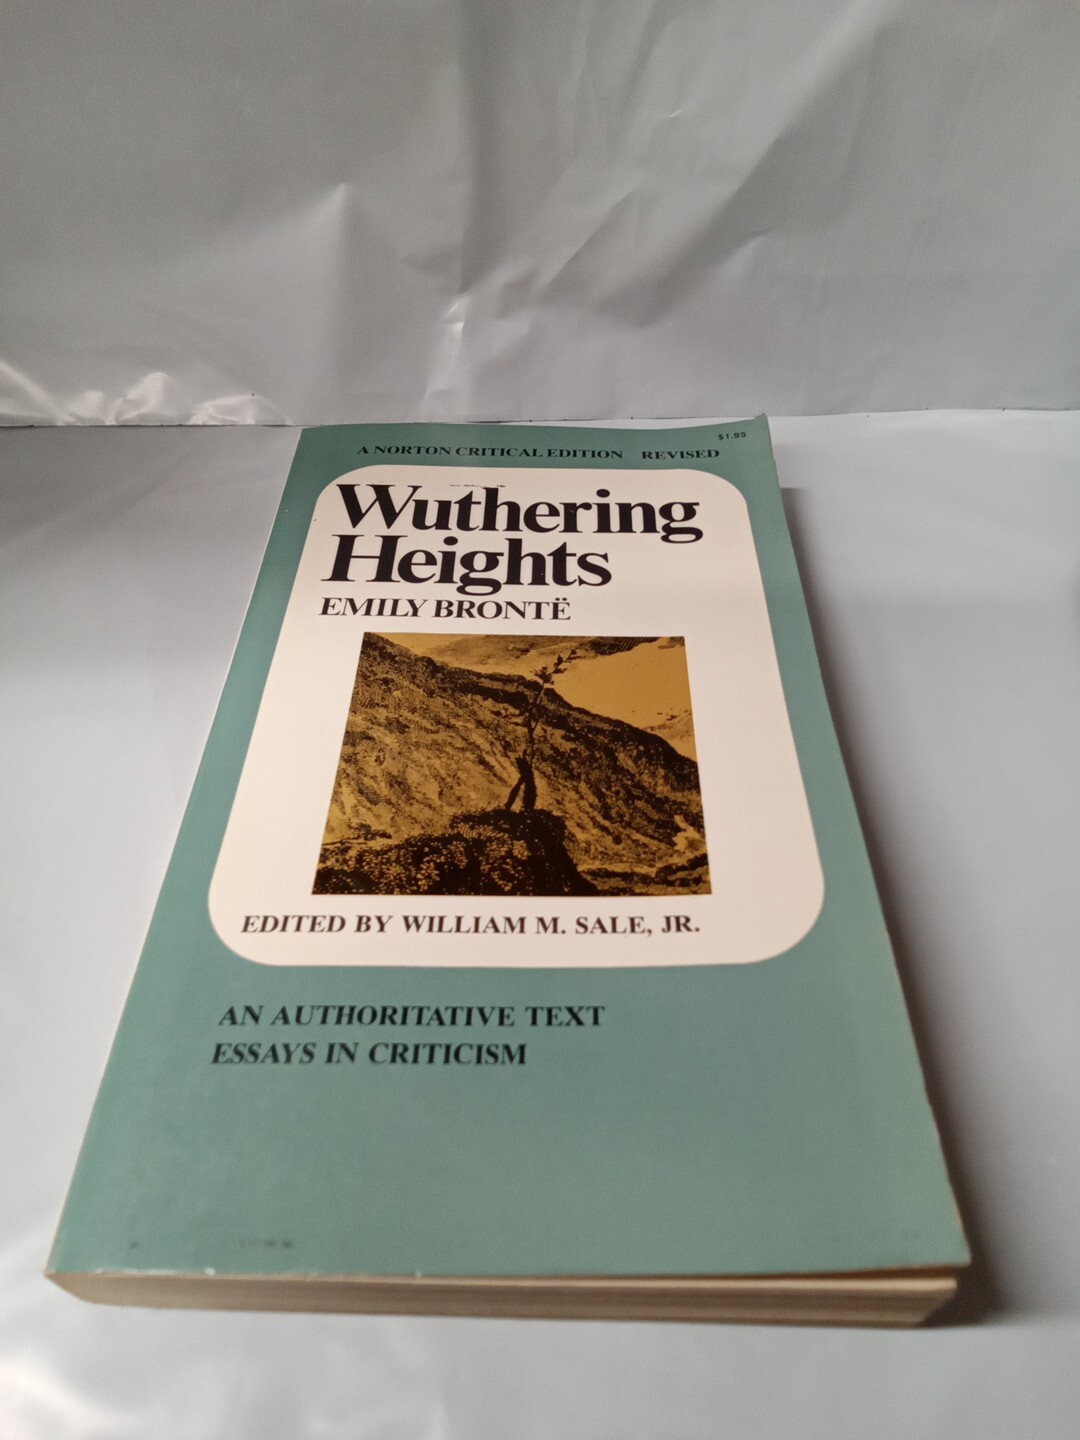 $1.95
A NORTON CRITICAL EDITION REVISED
Wuthering
Heights
EMILY BRONTË
EDITED BY WILLIAM M. SALE, JR.
AN AUTHORITATIVE TEXT
ESSAYS IN CRITICISM